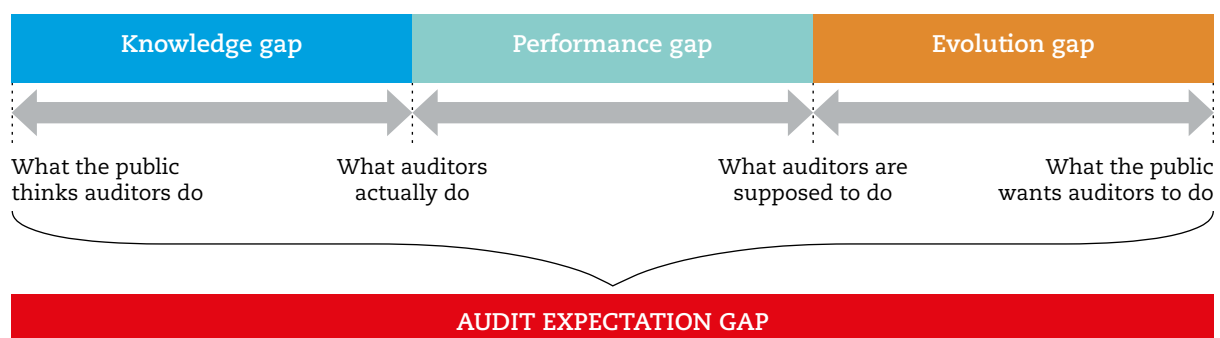 Knowledge gap
Performance gap
Evolution gap
What the public
thinks auditors do
What auditors
actually do
What auditors are
supposed to do
What the public
wants auditors to do
AUDIT EXPECTATION GAP